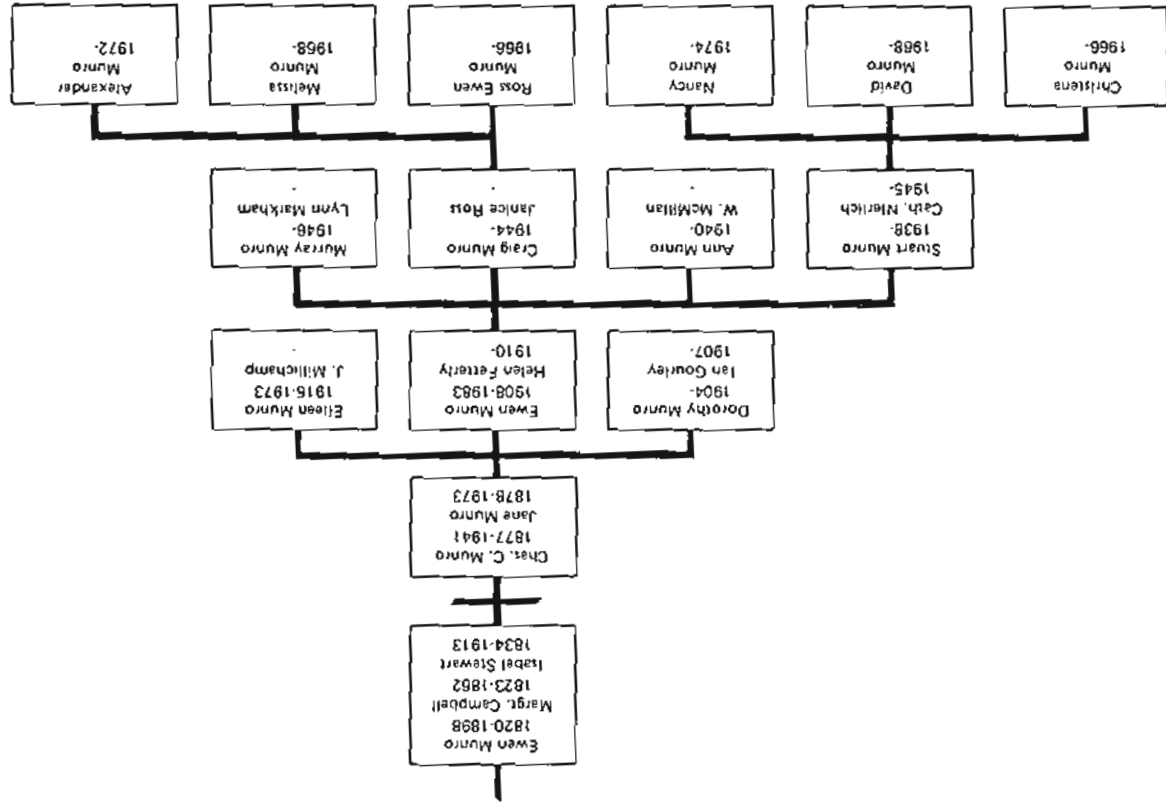 Ewen Munro
1820-1898
Margt. Campbell
1823-1862
Isabel Stewart
1834-1913
Chas. C. Munro
1877-1941
Jane Munro
1878-1973
Dorothy Munro
1904-
Ian Gourley
1907-
Ewen Munro
1908-1983
Helen Fetterly
1910-
Eileen Munro
1915-1973
J. Millichamp
-
Stuart Munro
1938-
Cath. Nierlich
1945-
Ann Munro
1940-
W. McMillan
-
Craig Munro
1944-
Janice Ross
-
Murray Munro
1946-
Lynn Markham
-
Christena
Munro
1966-
David
Munro
1968-
Nancy
Munro
1974-
Ross Ewen
Munro
1966-
Melissa
Munro
1968-
Alexander
Munro
1972-